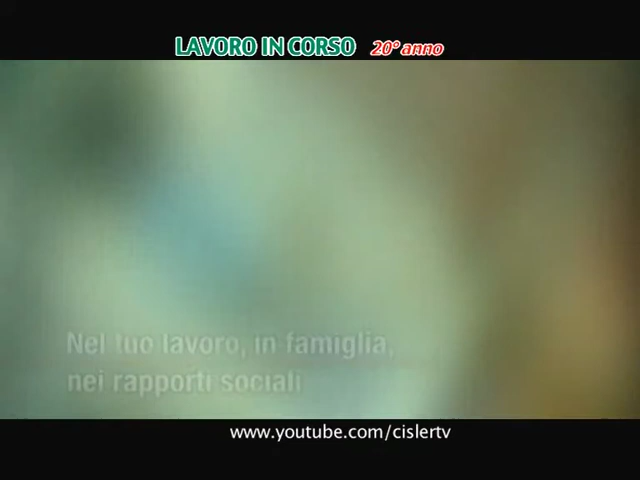 LAVORO IN CORSO 20° anno
Nel tuo lavoro, in famiglia,
nei rapporti sociali
www.youtube.com/cislertv